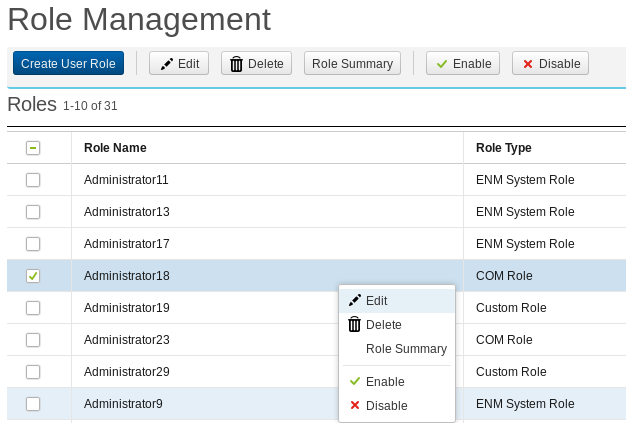 Role Management
Create User Role Edit Delete Role Summary Enable Disable
Roles 1-10 of 31
Role Name Role Type
Administrator11 ENM System Role
Administrator13 ENM System Role
Administrator17 ENM System Role
Administrator18 COM Role
Administrator19 Custom Role
Administrator23 COM Role
Administrator29 Custom Role
Administrator9 ENM System Role
Edit
Delete
Role Summary
Enable
Disable